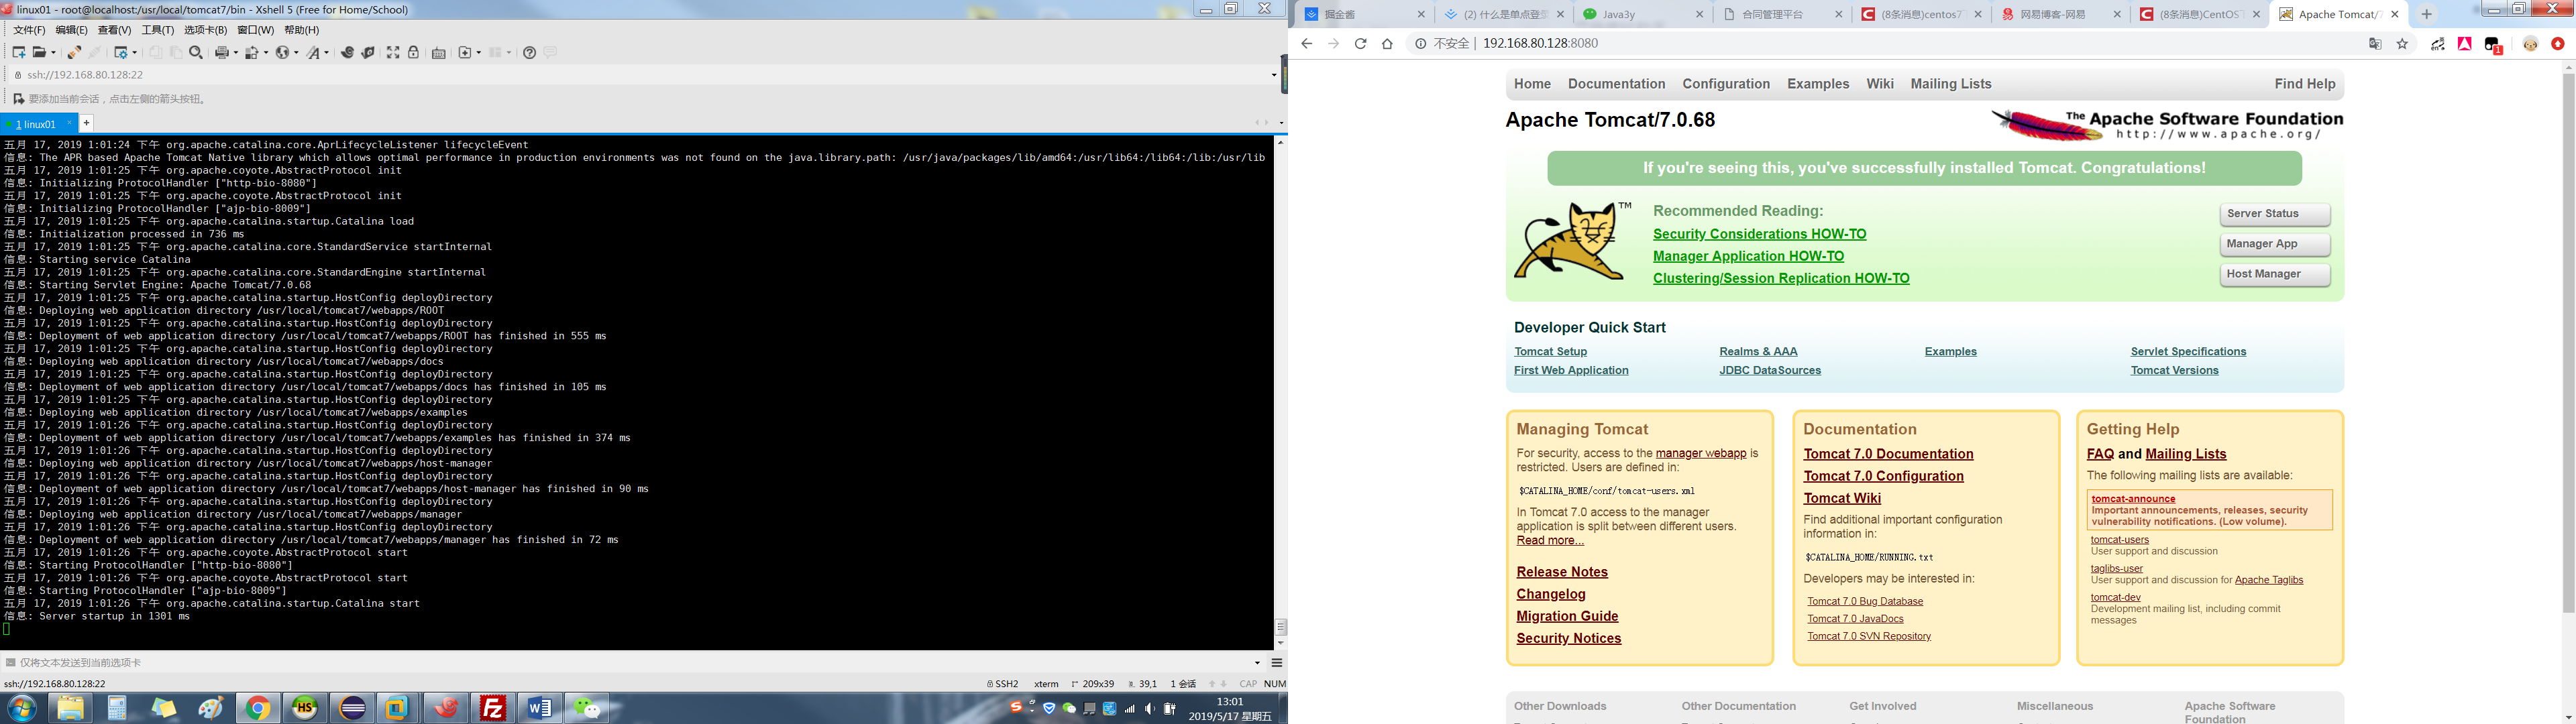 linux01 - root@localhost:/usr/local/tomcat7/bin - Xshell 5 (Free for Home/School)
文件(F) 编辑(E) 查看(V) 工具(T) 选项卡(B) 窗口(W) 帮助(H)
ssh://192.168.80.128:22
要添加当前会话，点击左侧的箭头按钮。
1 linux01
五月 17, 2019 1:01:24 下午 org.apache.catalina.core.AprLifecycleListener lifecycleEvent
信息: The APR based Apache Tomcat Native library which allows optimal performance in production environments was not found on the java.library.path: /usr/java/packages/lib/amd64:/usr/lib64:/lib64:/lib:/usr/lib
五月 17, 2019 1:01:25 下午 org.apache.coyote.AbstractProtocol init
信息: Initializing ProtocolHandler ["http-bio-8080"]
五月 17, 2019 1:01:25 下午 org.apache.coyote.AbstractProtocol init
信息: Initializing ProtocolHandler ["ajp-bio-8009"]
五月 17, 2019 1:01:25 下午 org.apache.catalina.startup.Catalina load
信息: Initialization processed in 736 ms
五月 17, 2019 1:01:25 下午 org.apache.catalina.core.StandardService startInternal
信息: Starting service Catalina
五月 17, 2019 1:01:25 下午 org.apache.catalina.core.StandardEngine startInternal
信息: Starting Servlet Engine: Apache Tomcat/7.0.68
五月 17, 2019 1:01:25 下午 org.apache.catalina.startup.HostConfig deployDirectory
信息: Deploying web application directory /usr/local/tomcat7/webapps/ROOT
五月 17, 2019 1:01:25 下午 org.apache.catalina.startup.HostConfig deployDirectory
信息: Deployment of web application directory /usr/local/tomcat7/webapps/ROOT has finished in 555 ms
五月 17, 2019 1:01:25 下午 org.apache.catalina.startup.HostConfig deployDirectory
信息: Deploying web application directory /usr/local/tomcat7/webapps/docs
五月 17, 2019 1:01:25 下午 org.apache.catalina.startup.HostConfig deployDirectory
信息: Deployment of web application directory /usr/local/tomcat7/webapps/docs has finished in 105 ms
五月 17, 2019 1:01:25 下午 org.apache.catalina.startup.HostConfig deployDirectory
信息: Deploying web application directory /usr/local/tomcat7/webapps/examples
五月 17, 2019 1:01:26 下午 org.apache.catalina.startup.HostConfig deployDirectory
信息: Deployment of web application directory /usr/local/tomcat7/webapps/examples has finished in 374 ms
五月 17, 2019 1:01:26 下午 org.apache.catalina.startup.HostConfig deployDirectory
信息: Deploying web application directory /usr/local/tomcat7/webapps/host-manager
五月 17, 2019 1:01:26 下午 org.apache.catalina.startup.HostConfig deployDirectory
信息: Deployment of web application directory /usr/local/tomcat7/webapps/host-manager has finished in 90 ms
五月 17, 2019 1:01:26 下午 org.apache.catalina.startup.HostConfig deployDirectory
信息: Deploying web application directory /usr/local/tomcat7/webapps/manager
五月 17, 2019 1:01:26 下午 org.apache.catalina.startup.HostConfig deployDirectory
信息: Deployment of web application directory /usr/local/tomcat7/webapps/manager has finished in 72 ms
五月 17, 2019 1:01:26 下午 org.apache.coyote.AbstractProtocol start
信息: Starting ProtocolHandler ["http-bio-8080"]
五月 17, 2019 1:01:26 下午 org.apache.coyote.AbstractProtocol start
信息: Starting ProtocolHandler ["ajp-bio-8009"]
五月 17, 2019 1:01:26 下午 org.apache.catalina.startup.Catalina start
信息: Server startup in 1301 ms
仅将文本发送到当前选项卡
ssh://192.168.80.128:22 SSH2 xterm 209x39 39,1 1 会话 CAP NUM
13:01
2019/5/17 星期五
掘金酱 (2) 什么是单点登录 Java3y 合同管理平台 (8条消息)centos7 网易博客-网易 (8条消息)CentOS Apache Tomcat/7
不安全 | 192.168.80.128:8080
Home Documentation Configuration Examples Wiki Mailing Lists Find Help
Apache Tomcat/7.0.68
The Apache Software Foundation
http://www.apache.org/
If you're seeing this, you've successfully installed Tomcat. Congratulations!
TM
Recommended Reading:
Security Considerations HOW-TO
Manager Application HOW-TO
Clustering/Session Replication HOW-TO
Server Status
Manager App
Host Manager
Developer Quick Start
Tomcat Setup Realms & AAA Examples Servlet Specifications
First Web Application JDBC DataSources Tomcat Versions
Managing Tomcat
For security, access to the manager webapp is
restricted. Users are defined in:
$CATALINA_HOME/conf/tomcat-users.xml
In Tomcat 7.0 access to the manager
application is split between different users.
Read more...
Release Notes
Changelog
Migration Guide
Security Notices
Documentation
Tomcat 7.0 Documentation
Tomcat 7.0 Configuration
Tomcat Wiki
Find additional important configuration
information in:
$CATALINA_HOME/RUNNING.txt
Developers may be interested in:
Tomcat 7.0 Bug Database
Tomcat 7.0 JavaDocs
Tomcat 7.0 SVN Repository
Getting Help
FAQ and Mailing Lists
The following mailing lists are available:
tomcat-announce
Important announcements, releases, security
vulnerability notifications. (Low volume).
tomcat-users
User support and discussion
taglibs-user
User support and discussion for Apache Taglibs
tomcat-dev
Development mailing list, including commit
messages
Other Downloads Other Documentation Get Involved Miscellaneous Apache Software
Foundation